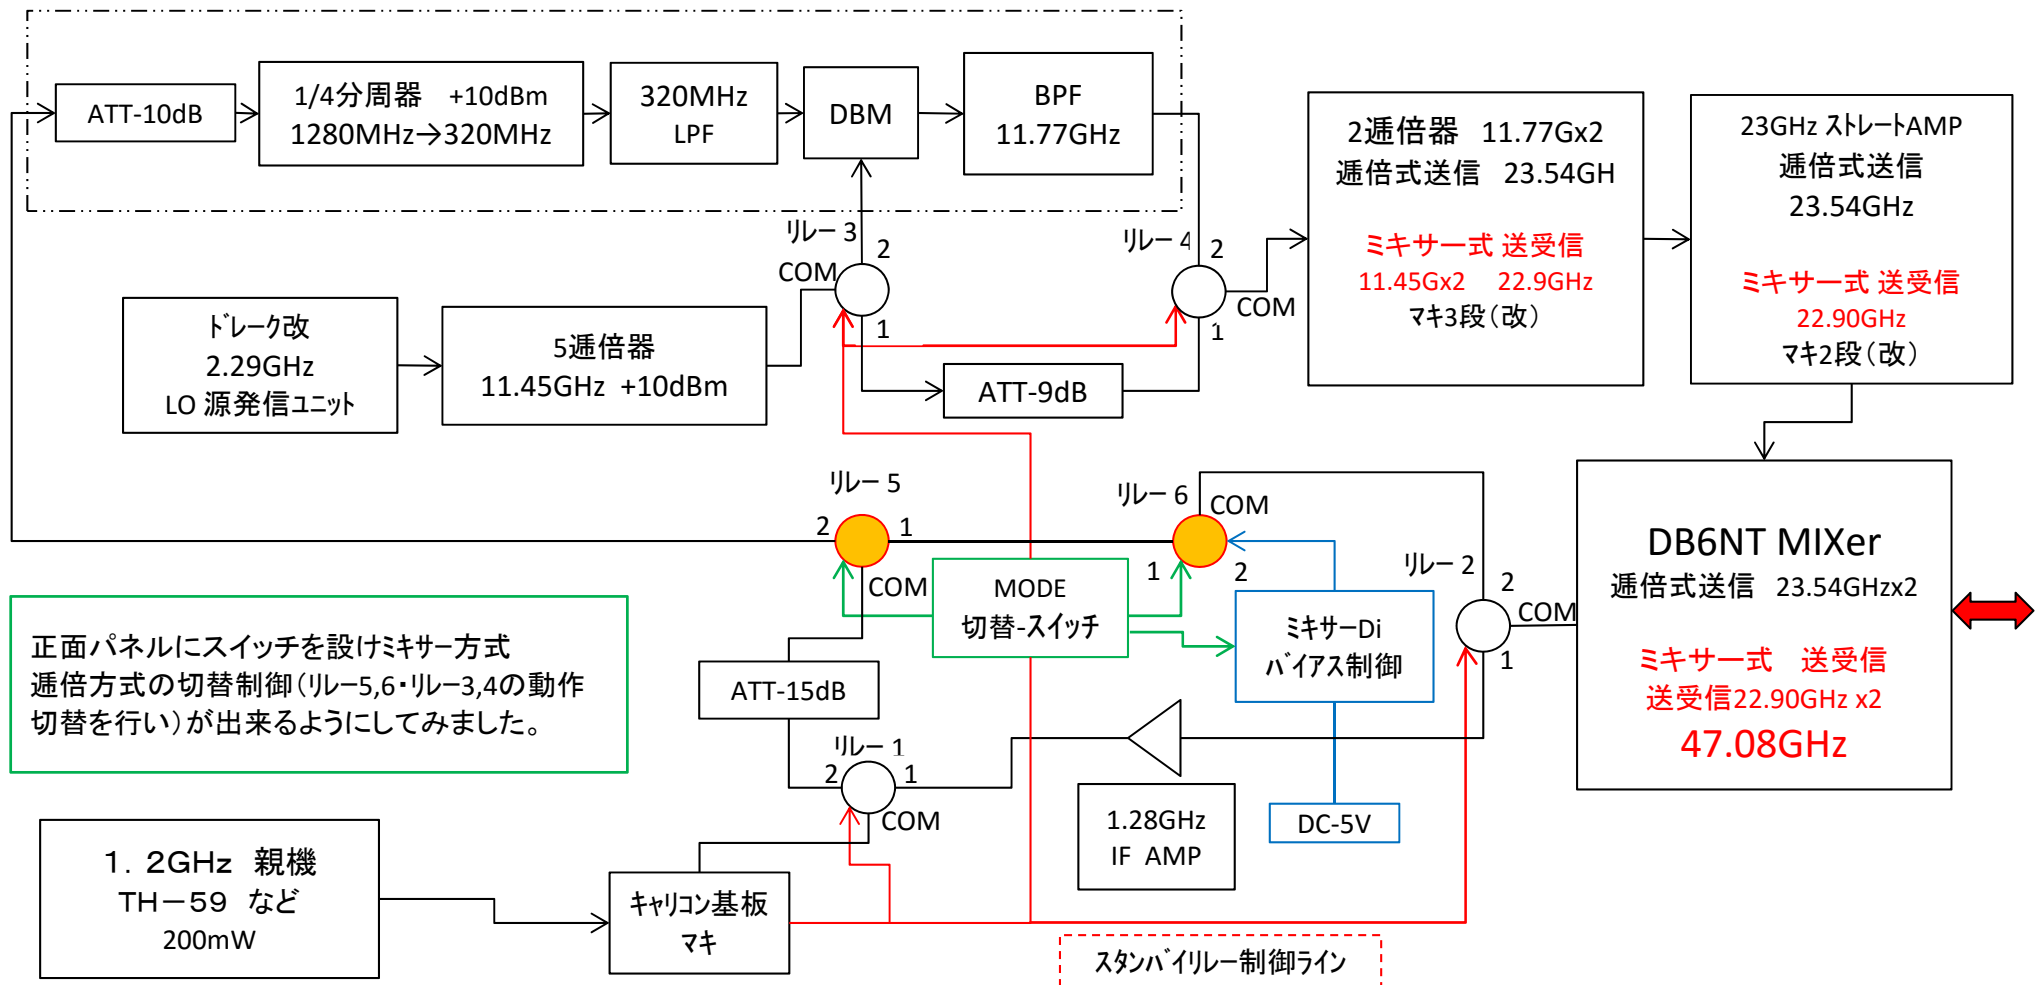 ATT-10dB
1/4分周器 +10dBm
1280MHz→320MHz
320MHz
LPF
DBM
BPF
11.77GHz
2逓倍器 11.77Gx2
逓倍式送信 23.54GH
ミキサー式 送受信
11.45Gx2 22.9GHz
マキ3段（改）
23GHz ストレートAMP
逓倍式送信
23.54GHz
ミキサー式 送受信
22.90GHz
マキ2段（改）
リレー 3
2
COM
1
リレー 4
2
COM
1
ドレーク改
2.29GHz
LO 源発信ユニット
5逓倍器
11.45GHz +10dBm
ATT-9dB
リレー 5
2
1
COM
リレー 6
COM
1
2
リレー 2
2
COM
1
MODE
切替-スイッチ
ミキサーDi
バイアス制御
DC-5V
DB6NT MIXer
逓倍式送信 23.54GHzx2
ミキサー式 送受信
送受信22.90GHz x2
47.08GHz
正面パネルにスイッチを設けミキサー方式
逓倍方式の切替制御（リレー5,6・リレー3,4の動作
切替を行い）が出来るようにしてみました。
ATT-15dB
リレー 1
2
1
COM
1.28GHz
IF AMP
１．２GHz 親機
TH－５９ など
200mW
キャリコン基板
マキ
スタンバイリレー制御ライン